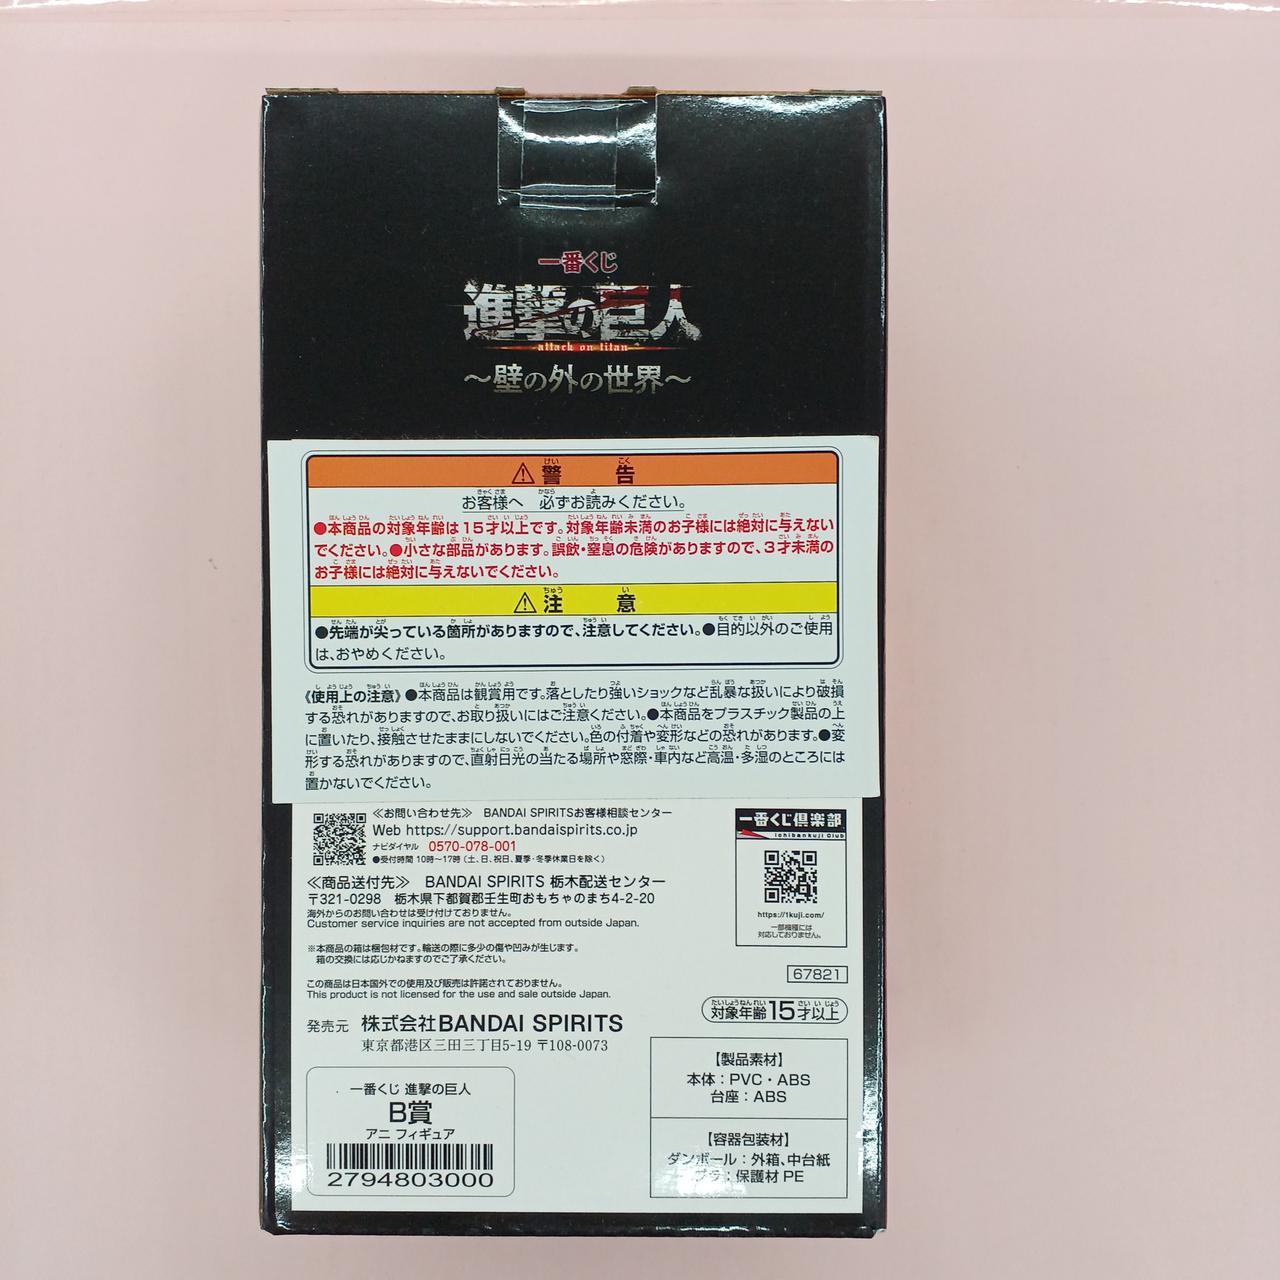 一番くじ
進撃の巨人
attack on titan
～壁の外の世界～
⚠警告
お客様へ 必ずお読みください。
●本商品の対象年齢は15才以上です。対象年齢未満のお子様には絶対に与えない
でください。●小さな部品があります。誤飲・窒息の危険がありますので、3才未満の
お子様には絶対に与えないでください。
⚠注意
●先端が尖っている箇所がありますので、注意してください。●目的以外のご使用
は、おやめください。
《使用上の注意》●本商品は観賞用です。落としたり強いショックなど乱暴な扱いにより破損
する恐れがありますので、お取り扱いにはご注意ください。●本商品をプラスチック製品の上
に置いたり、接触させたままにしないでください。色の付着や変形などの恐れがあります。●変
形する恐れがありますので、直射日光の当たる場所や窓際・車内など高温・多湿のところには
置かないでください。
≪お問い合わせ先≫ BANDAI SPIRITSお客様相談センター
Web https://support.bandaispirits.co.jp
ナビダイヤル 0570-078-001
●受付時間 10時～17時（土、日、祝日、夏季・冬季休業日を除く）
≪商品送付先≫ BANDAI SPIRITS 栃木配送センター
〒321-0298 栃木県下都賀郡壬生町おもちゃのまち4-2-20
海外からのお問い合わせは受け付けておりません。
Customer service inquiries are not accepted from outside Japan.
※本商品の箱は梱包材です。輸送の際に多少の傷や凹みが生じます。
箱の交換には応じかねますのでご了承ください。
この商品は日本国外での使用及び販売は許諾されておりません。
This product is not licensed for the use and sale outside Japan.
発売元 株式会社BANDAI SPIRITS
東京都港区三田三丁目5-19 〒108-0073
一番くじ倶楽部
Ichibankuji Club
https://1kuji.com/
一部機種には
対応しておりません。
67821
対象年齢15才以上
一番くじ 進撃の巨人
B賞
アニ フィギュア
2794803000
【製品素材】
本体：PVC・ABS
台座：ABS
【容器包装材】
ダンボール：外箱、中台紙
プラ：保護材 PE